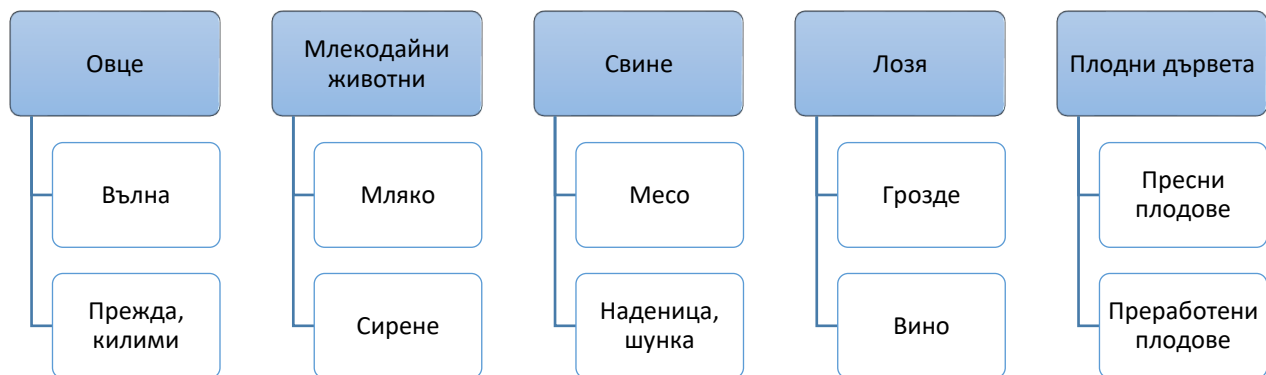 Овце
Млекодайни
животни
Свине
Лозя
Плодни дървета
Вълна
Мляко
Месо
Грозде
Пресни
плодове
Прежда,
килими
Сирене
Наденица,
шунка
Вино
Преработени
плодове